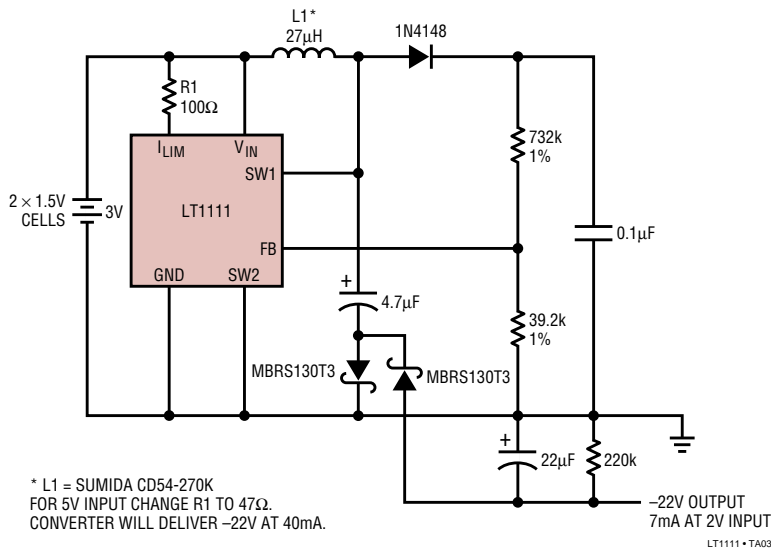 L1*
27μH
1N4148
R1
100Ω
732k
1%
ILIM
VIN
SW1
2 × 1.5V
CELLS
3V
LT1111
0.1μF
FB
GND
SW2
+
4.7μF
39.2k
1%
MBRS130T3
MBRS130T3
+
22μF
220k
* L1 = SUMIDA CD54-270K
FOR 5V INPUT CHANGE R1 TO 47Ω.
CONVERTER WILL DELIVER –22V AT 40mA.
–22V OUTPUT
7mA AT 2V INPUT
LT1111 • TA03